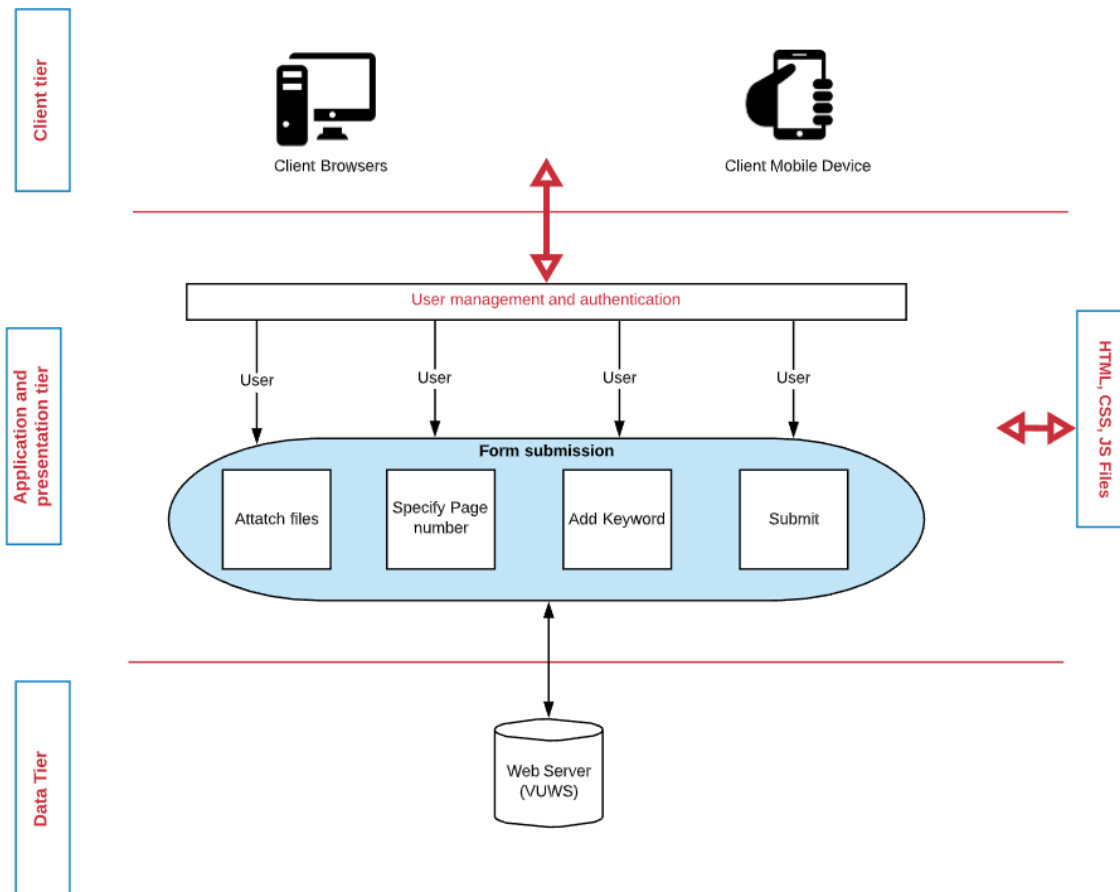 Client tier
Client Browsers
Client Mobile Device
User management and authentication
Application and
presentation tier
User
User
User
User
HTML, CSS, JS Files
Form submission
Attatch files
Specify Page
number
Add Keyword
Submit
Data Tier
Web Server
(VUWS)